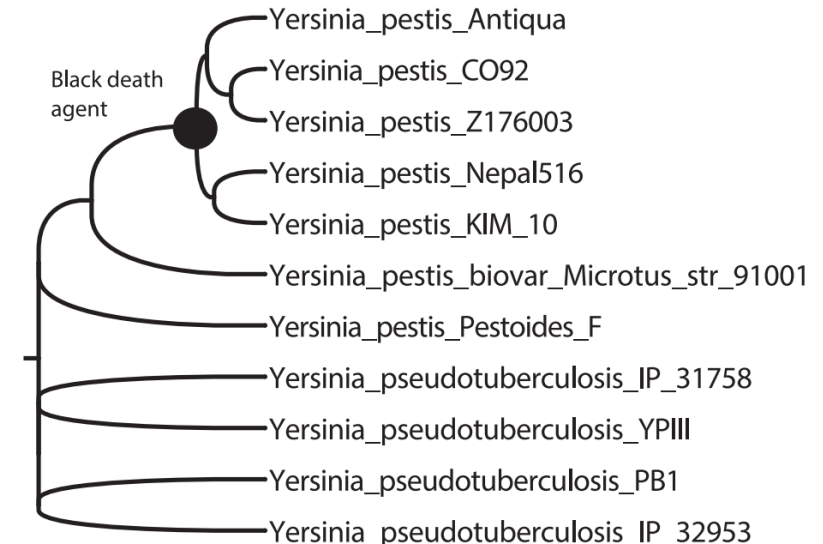 Yersinia_pestis_Antiqua
Black death
agent
Yersinia_pestis_CO92
Yersinia_pestis_Z176003
Yersinia_pestis_Nepal516
Yersinia_pestis_KIM_10
Yersinia_pestis_biovar_Microtus_str_91001
Yersinia_pestis_Pestoides_F
Yersinia_pseudotuberculosis_IP_31758
Yersinia_pseudotuberculosis_YPIII
Yersinia_pseudotuberculosis_PB1
Yersinia_pseudotuberculosis_IP_32953